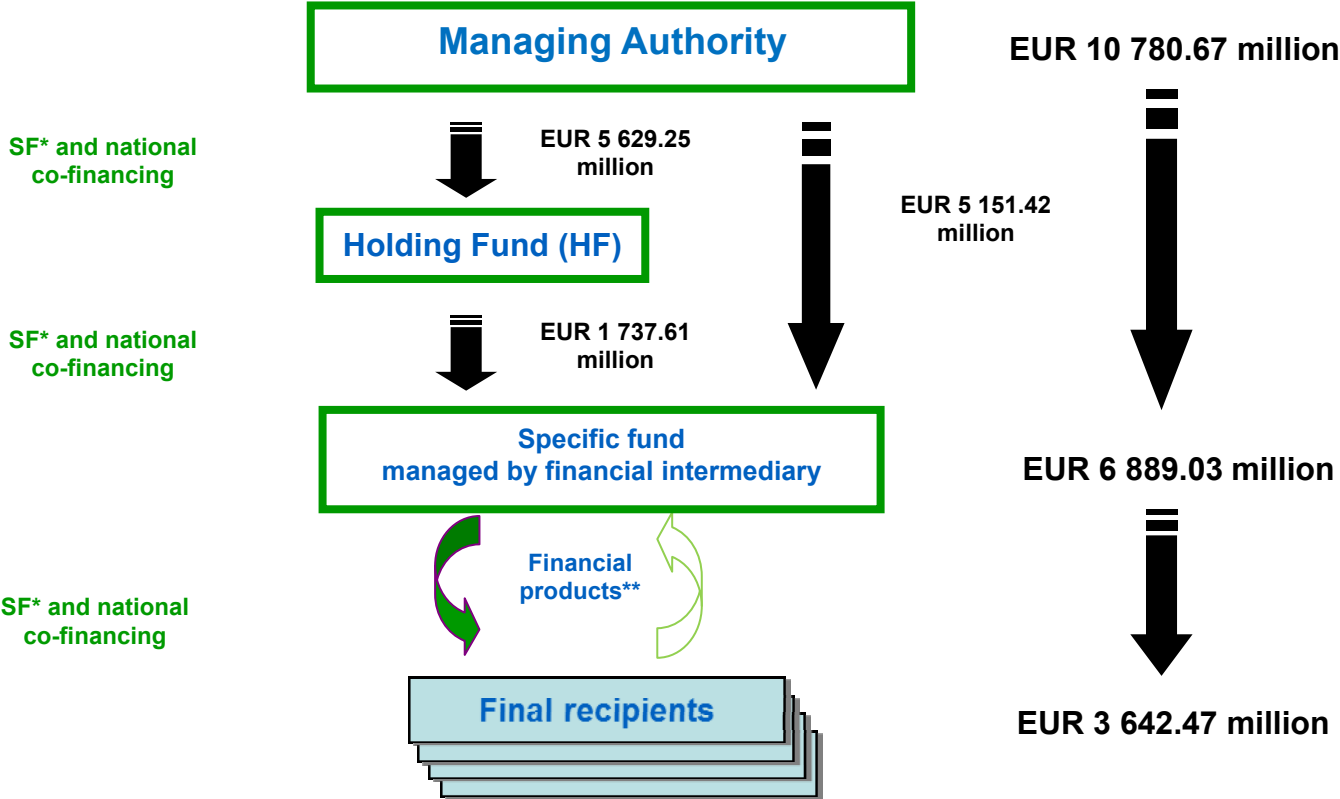 Managing Authority
EUR 10 780.67 million
SF* and national
co-financing
EUR 5 629.25
million
EUR 5 151.42
million
Holding Fund (HF)
SF* and national
co-financing
EUR 1 737.61
million
Specific fund
managed by financial intermediary
EUR 6 889.03 million
Financial
products**
SF* and national
co-financing
Final recipients
EUR 3 642.47 million